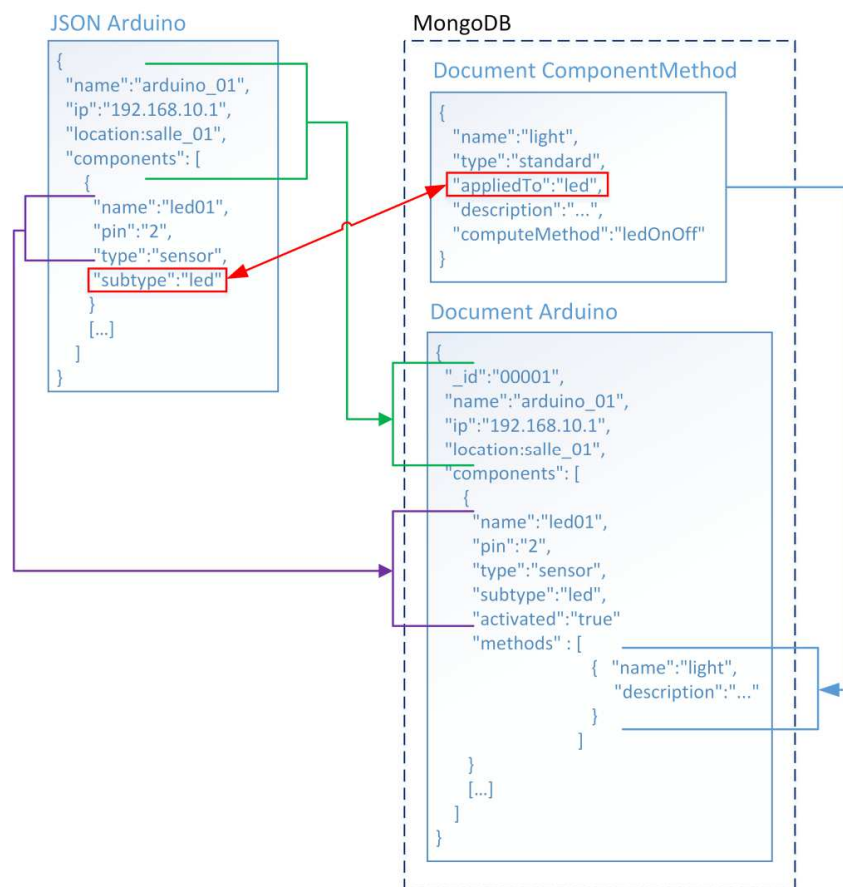 JSON Arduino
{
"name":"arduino_01",
"ip":"192.168.10.1",
"location:salle_01",
"components": [
{
"name":"led01",
"pin":"2",
"type":"sensor",
"subtype":"led"
}
[...]
]
}
MongoDB
Document ComponentMethod
{
"name":"light",
"type":"standard",
"appliedTo":"led",
"description":"...",
"computeMethod":"ledOnOff"
}
Document Arduino
{
"_id":"00001",
"name":"arduino_01",
"ip":"192.168.10.1",
"location:salle_01",
"components": [
{
"name":"led01",
"pin":"2",
"type":"sensor",
"subtype":"led",
"activated":"true"
"methods" : [
{ "name":"light",
"description":"..."
}
]
}
[...]
]
}